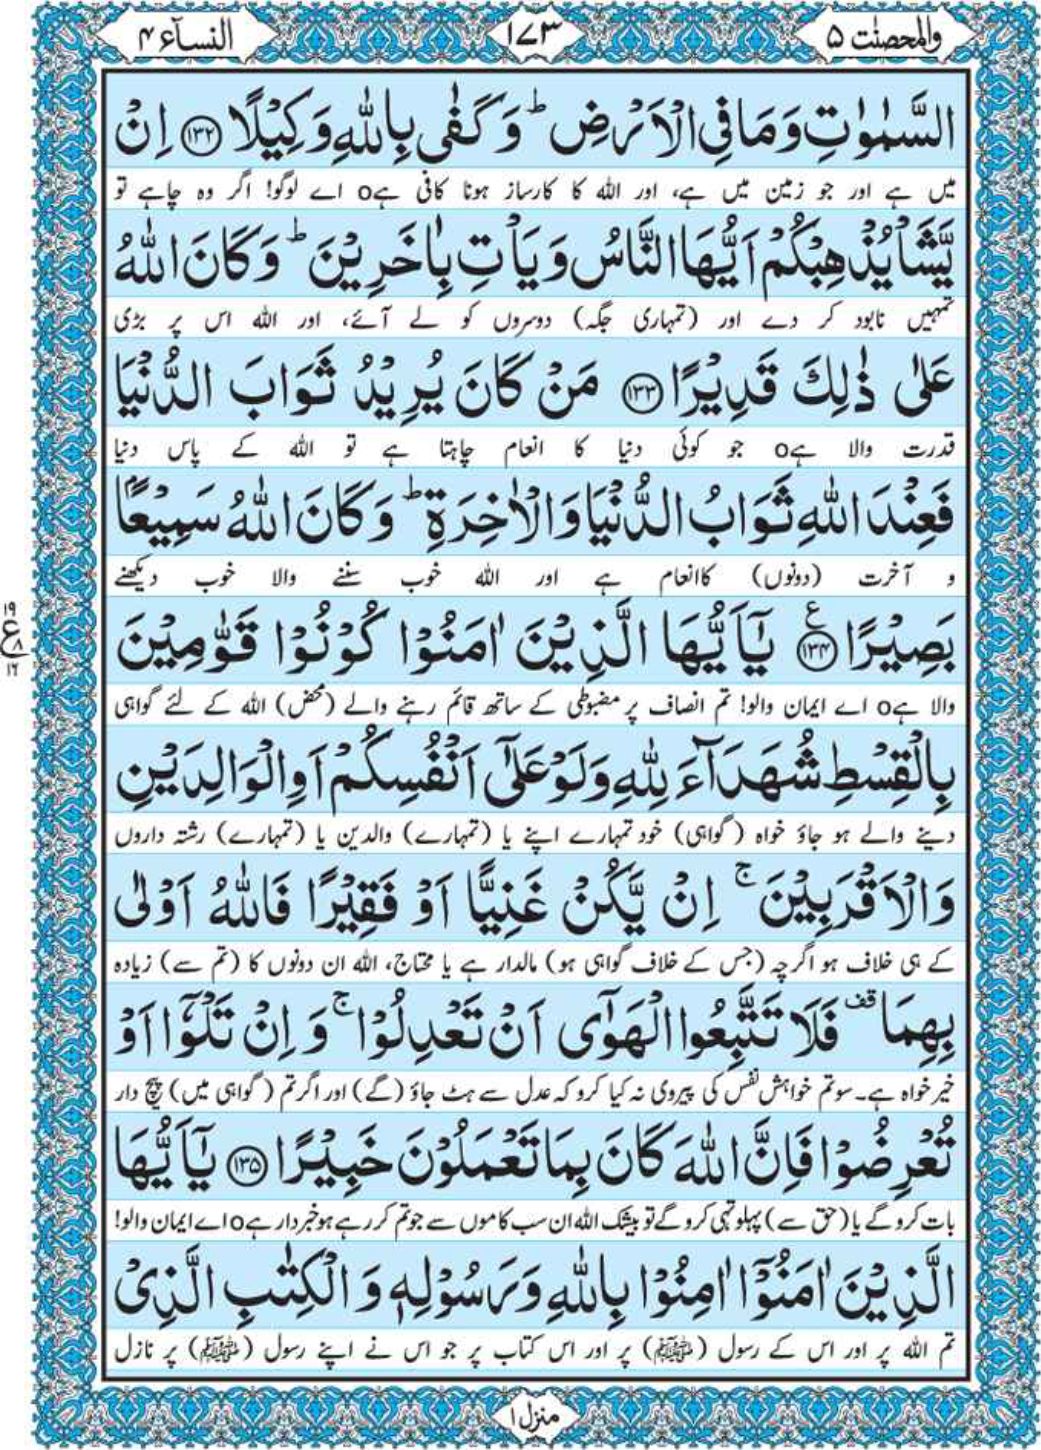 والمحصنٰت ۵
۱۷۳
النسآء ۴
السَّمٰوٰتِ وَمَا فِی الْاَرْضِ ؕ وَكَفٰی بِاللّٰهِ وَكِیْلًا ﴿۱۳۲﴾ اِنْ
میں ہے اور جو زمین میں ہے، اور اللہ کا کارساز ہونا کافی ہےo اے لوگو! اگر وہ چاہے تو
یَّشَاْ یُذْهِبْكُمْ اَیُّهَا النَّاسُ وَیَاْتِ بِاٰخَرِیْنَ ؕ وَكَانَ اللّٰهُ
تمہیں نابود کر دے اور (تمہاری جگہ) دوسروں کو لے آئے، اور اللہ اس پر بڑی
عَلٰی ذٰلِكَ قَدِیْرًا ﴿۱۳۳﴾ مَنْ كَانَ یُرِیْدُ ثَوَابَ الدُّنْیَا
قدرت والا ہےo جو کوئی دنیا کا انعام چاہتا ہے تو اللہ کے پاس دنیا
فَعِنْدَ اللّٰهِ ثَوَابُ الدُّنْیَا وَالْاٰخِرَةِ ؕ وَكَانَ اللّٰهُ سَمِیْعًۢا
و آخرت (دونوں) کاانعام ہے اور اللہ خوب سننے والا خوب دیکھنے
بَصِیْرًا ﴿۱۳۴﴾ ع یٰۤاَیُّهَا الَّذِیْنَ اٰمَنُوْا كُوْنُوْا قَوّٰمِیْنَ
۱۹
ع
۸
۱۲
والا ہےo اے ایمان والو! تم انصاف پر مضبوطی کے ساتھ قائم رہنے والے (محض) اللہ کے لئے گواہی
بِالْقِسْطِ شُهَدَآءَ لِلّٰهِ وَلَوْ عَلٰۤی اَنْفُسِكُمْ اَوِ الْوَالِدَیْنِ
دینے والے ہو جاؤ خواہ (گواہی) خود تمہارے اپنے یا (تمہارے) والدین یا (تمہارے) رشتہ داروں
وَالْاَقْرَبِیْنَ ۚ اِنْ یَّكُنْ غَنِیًّا اَوْ فَقِیْرًا فَاللّٰهُ اَوْلٰی
کے ہی خلاف ہو اگرچہ (جس کے خلاف گواہی ہو) مالدار ہے یا محتاج، اللہ ان دونوں کا (تم سے) زیادہ
بِهِمَا قف فَلَا تَتَّبِعُوا الْهَوٰۤی اَنْ تَعْدِلُوْا ۚ وَ اِنْ تَلْوٗۤا اَوْ
خیر خواہ ہے۔ سو تم خواہشِ نفس کی پیروی نہ کیا کرو کہ عدل سے ہٹ جاؤ (گے) اور اگر تم (گواہی میں) پیچ دار
تُعْرِضُوْا فَاِنَّ اللّٰهَ كَانَ بِمَا تَعْمَلُوْنَ خَبِیْرًا ﴿۱۳۵﴾ یٰۤاَیُّهَا
بات کرو گے یا (حق سے) پہلو تہی کرو گے تو بیشک اللہ ان سب کاموں سے جو تم کر رہے ہو خبردار ہےo اے ایمان والو!
الَّذِیْنَ اٰمَنُوْۤا اٰمِنُوْا بِاللّٰهِ وَرَسُوْلِهٖ وَ الْكِتٰبِ الَّذِیْ
تم اللہ پر اور اس کے رسول (ﷺ) پر اور اس کتاب پر جو اس نے اپنے رسول (ﷺ) پر نازل
منزل ۱